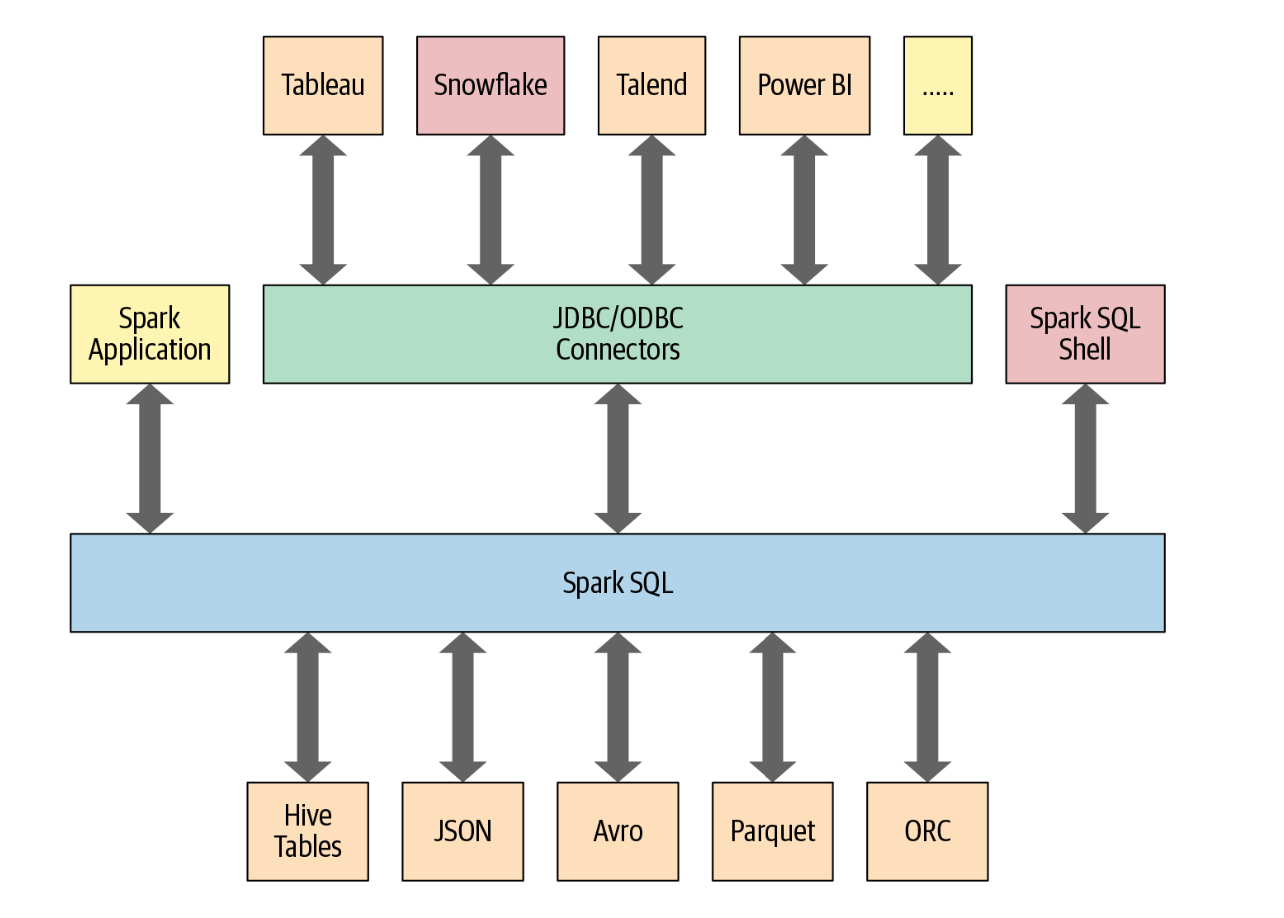 Tableau
Snowflake
Talend
Power BI
.....
Spark
Application
JDBC/ODBC
Connectors
Spark SQL
Shell
Spark SQL
Hive
Tables
JSON
Avro
Parquet
ORC